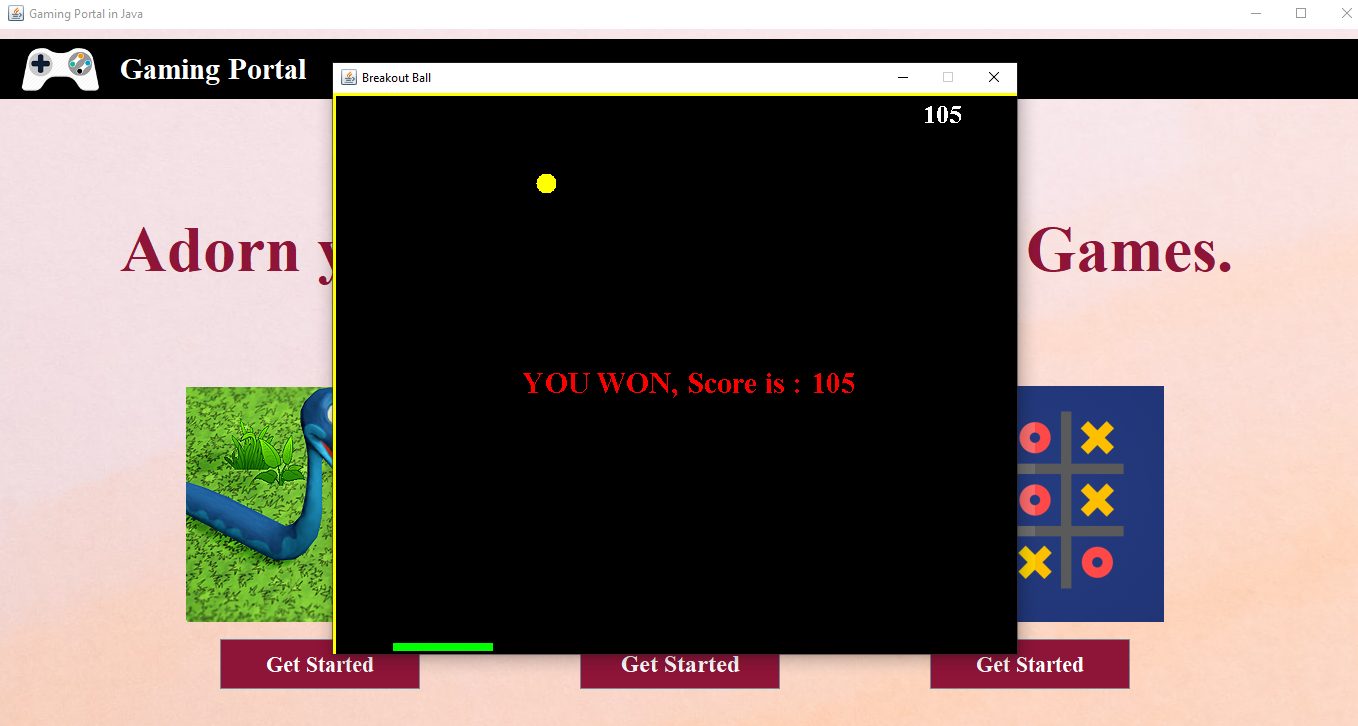 Gaming Portal in Java
Gaming Portal
Breakout Ball
105
Adorn
Games.
YOU WON, Score is : 105
Get Started
Get Started
Get Started